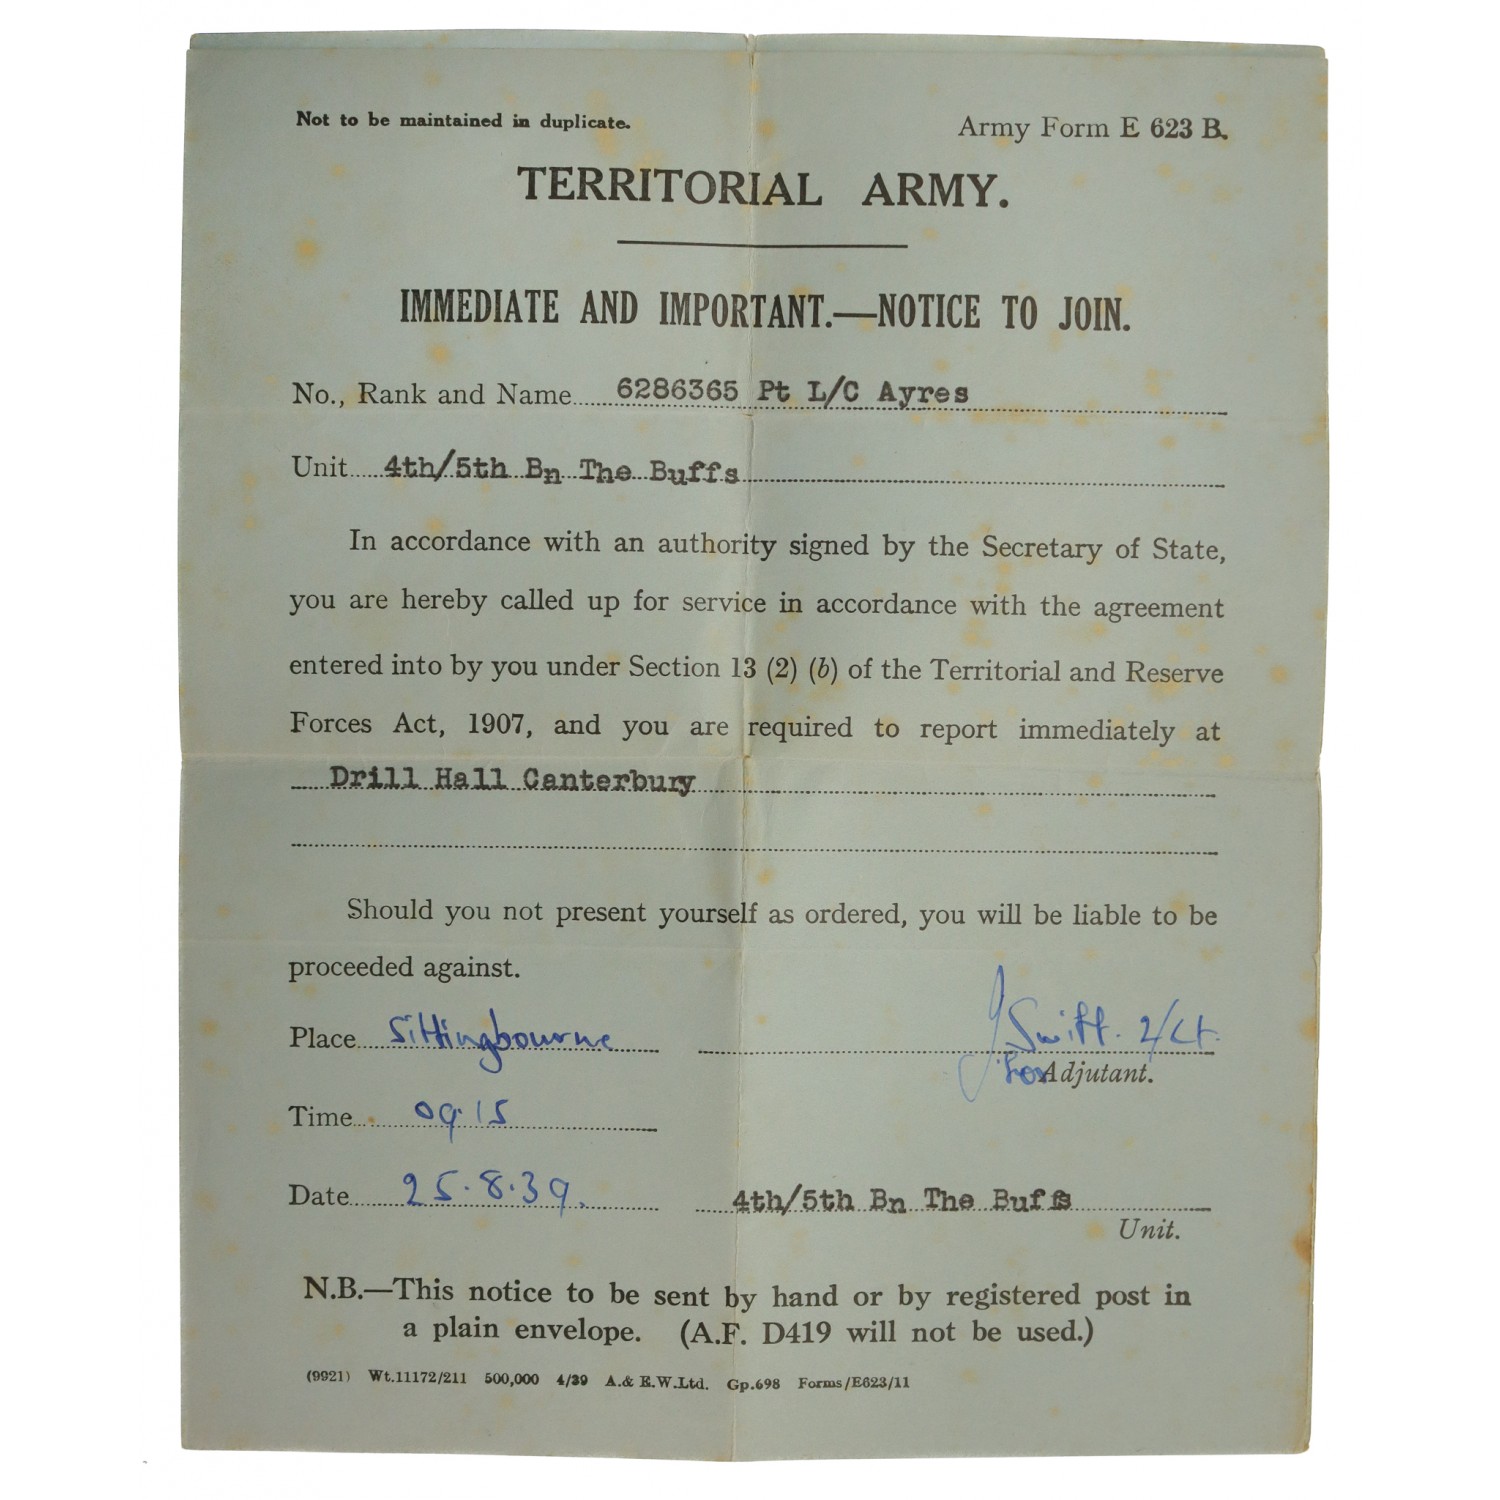 Not to be maintained in duplicate.
Army Form E 623 B.
TERRITORIAL ARMY.
IMMEDIATE AND IMPORTANT.—NOTICE TO JOIN.
No., Rank and Name 6286365 Pt L/C Ayres
Unit 4th/5th Bn The Buffs
In accordance with an authority signed by the Secretary of State,
you are hereby called up for service in accordance with the agreement
entered into by you under Section 13 (2) (b) of the Territorial and Reserve
Forces Act, 1907, and you are required to report immediately at
Drill Hall Canterbury
Should you not present yourself as ordered, you will be liable to be
proceeded against.
Place Sittingbourne
J Swift. 2/Lt.
for Adjutant.
Time 09.15
Date 25.8.39.
4th/5th Bn The Buffs
Unit.
N.B.—This notice to be sent by hand or by registered post in
a plain envelope. (A.F. D419 will not be used.)
(9921) Wt.11172/211 500,000 4/39 A.& E.W.Ltd. Gp.698 Forms/E623/11